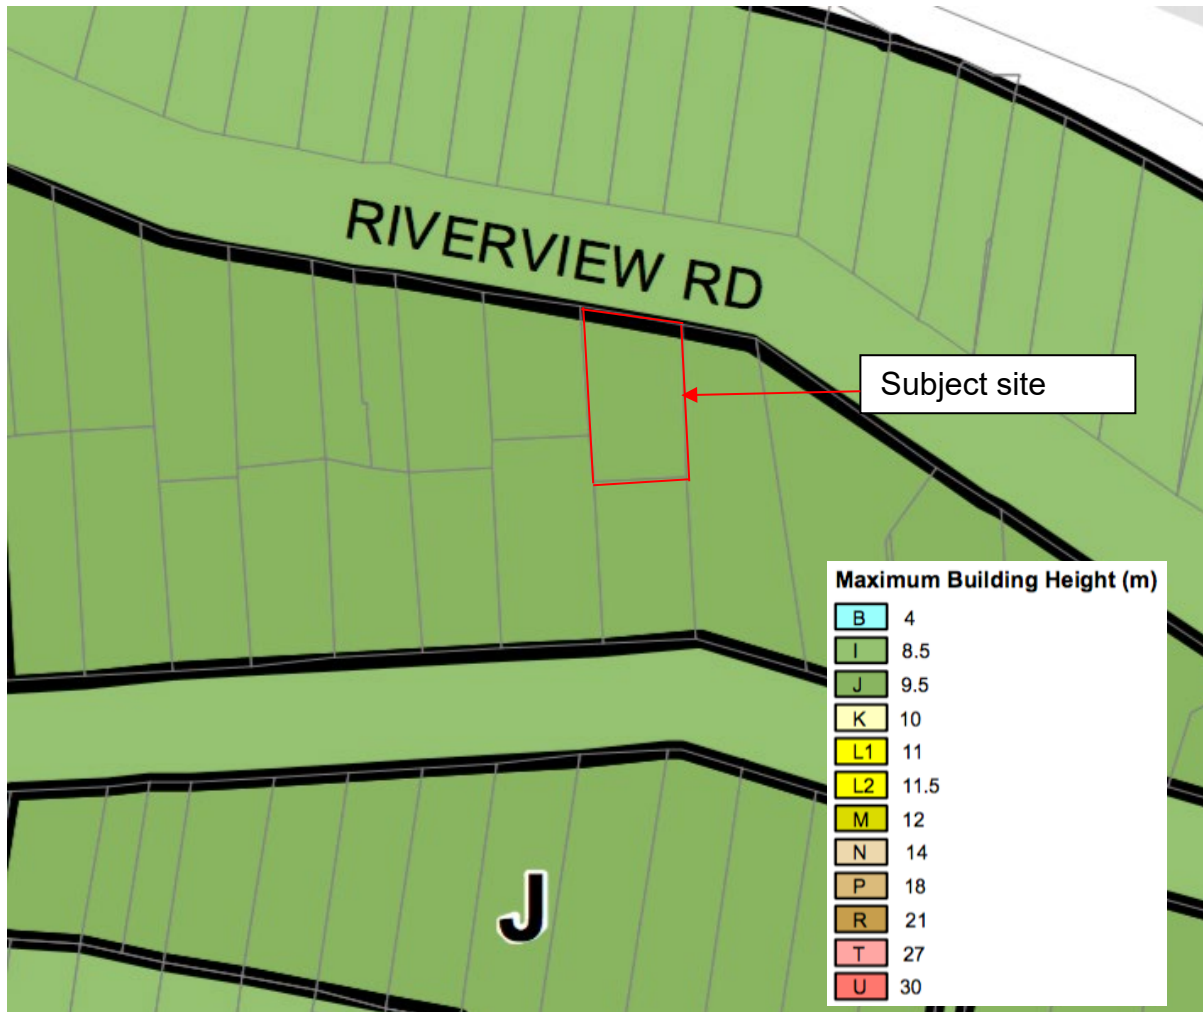 RIVERVIEW RD
Subject site
Maximum Building Height (m)
B 4
I 8.5
J 9.5
K 10
L1 11
L2 11.5
M 12
N 14
P 18
R 21
T 27
U 30
J